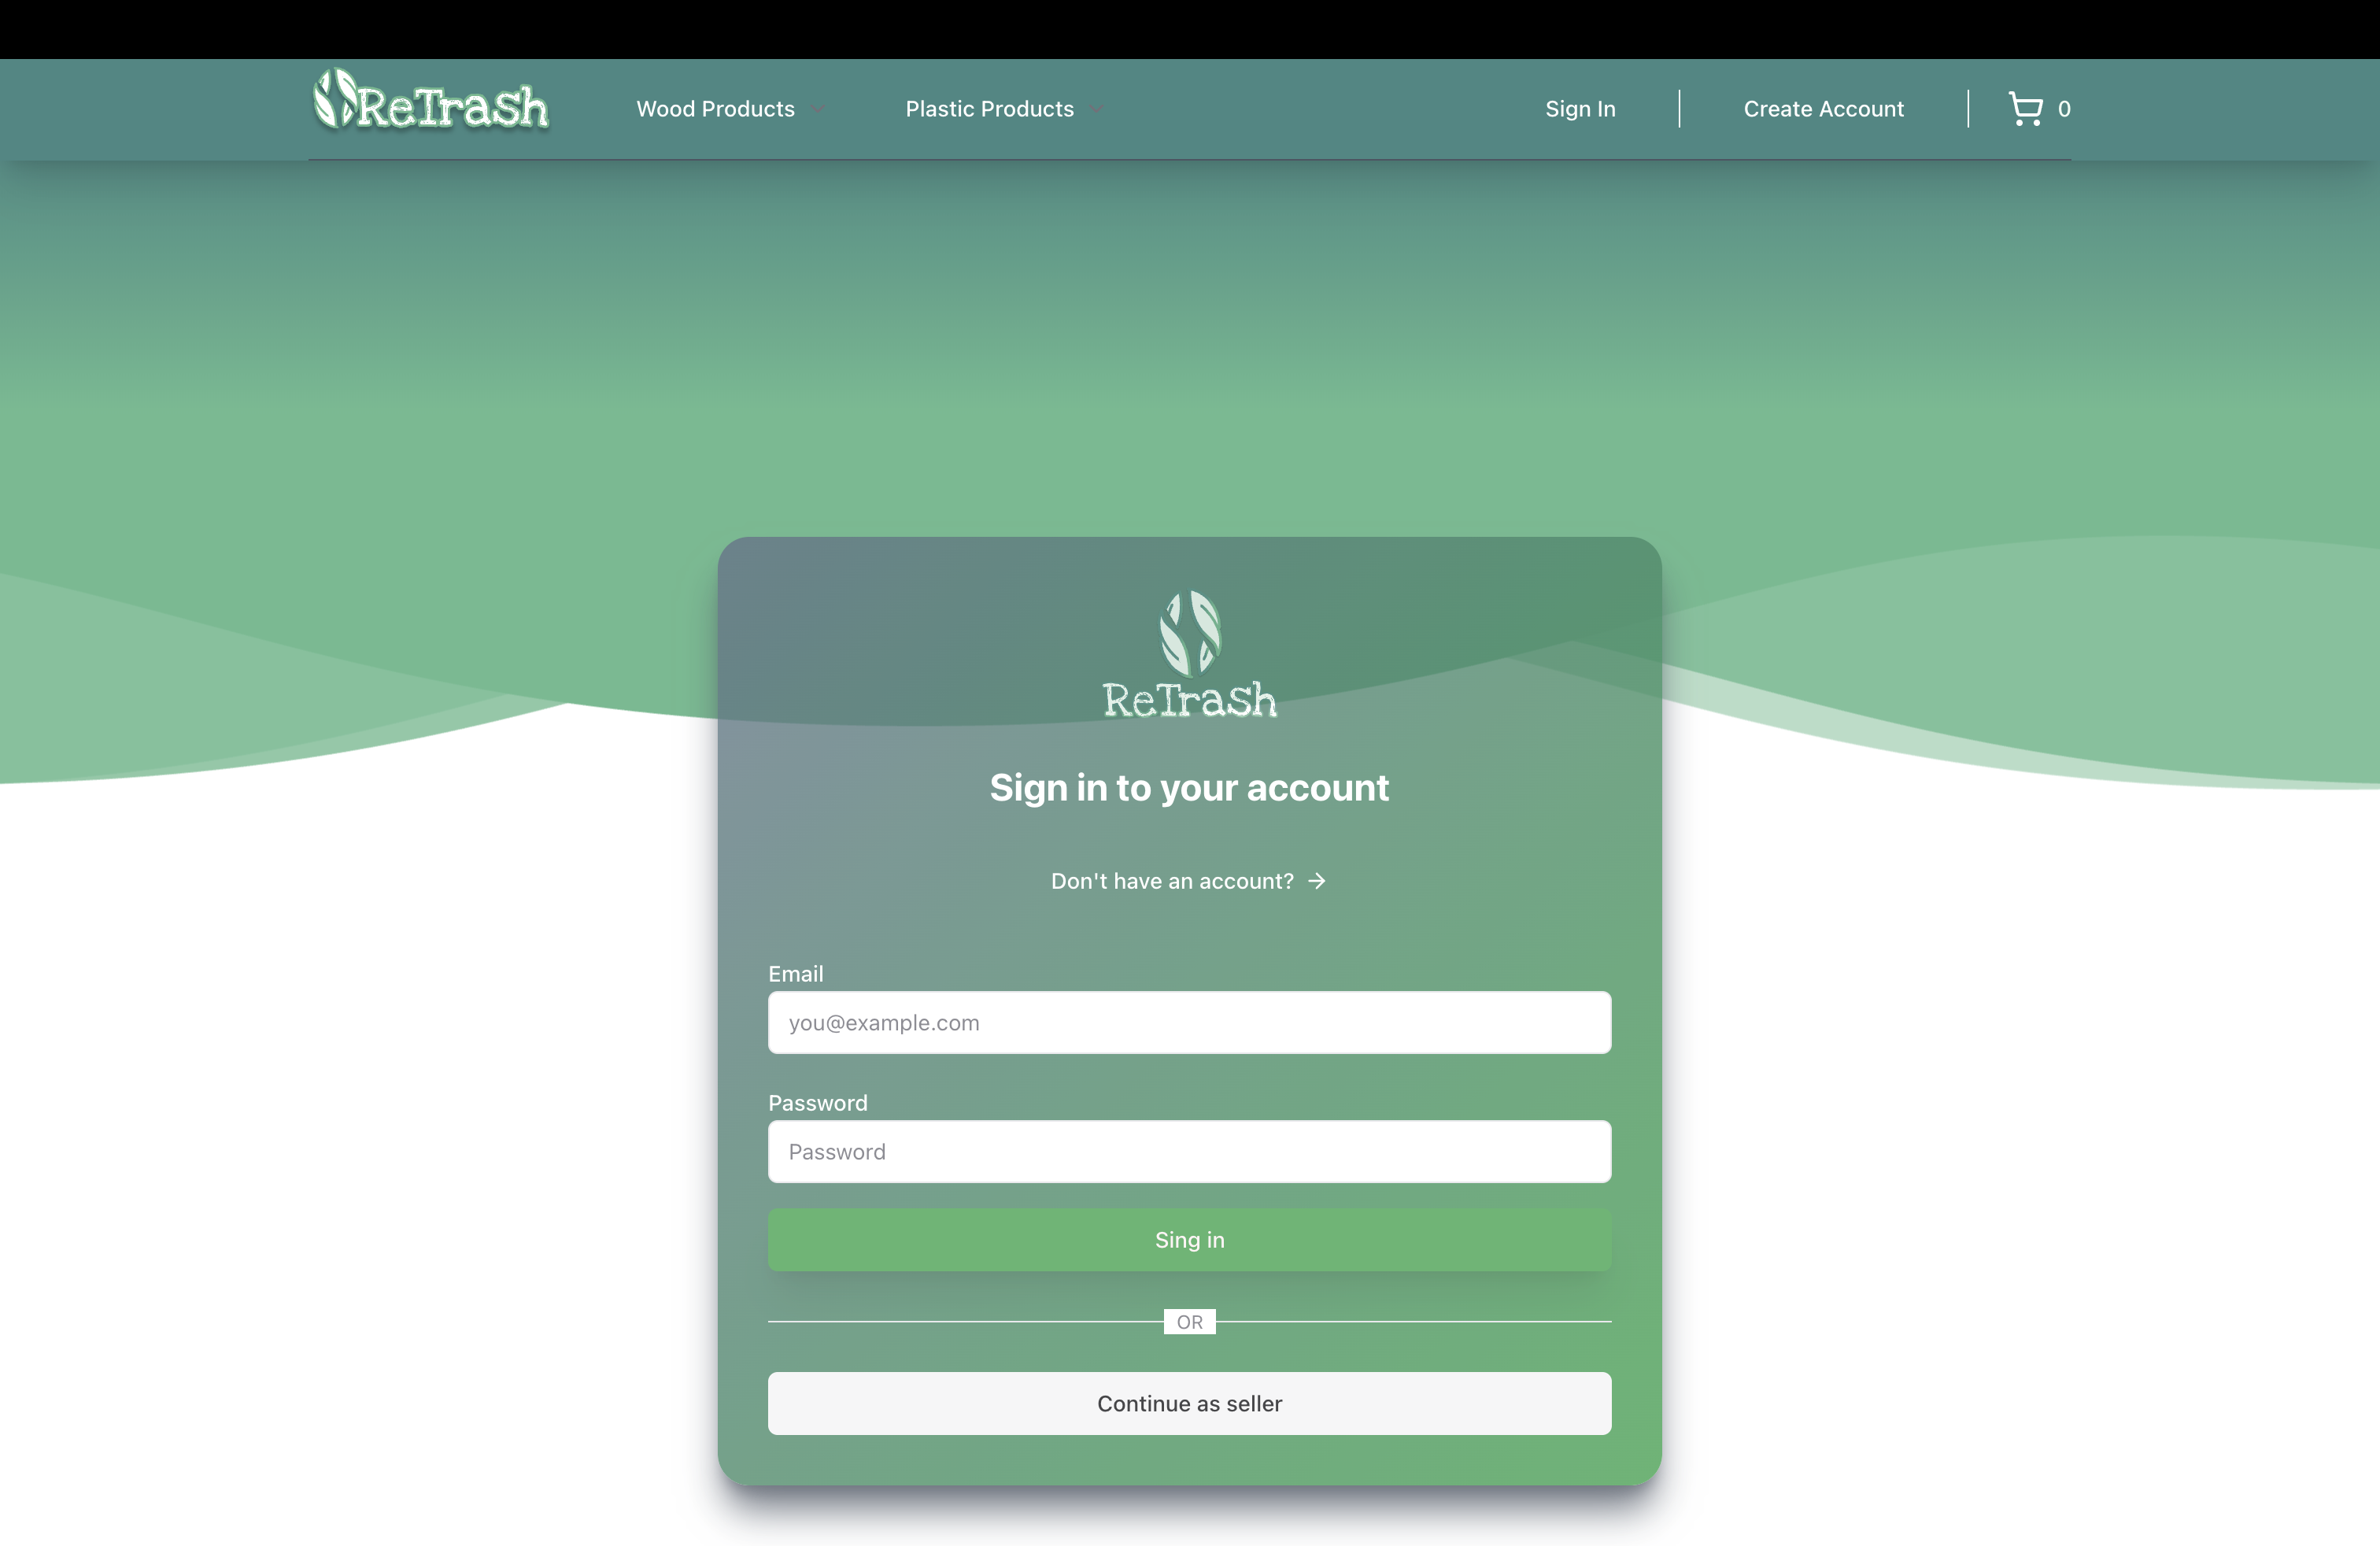 ReTrash
Wood Products
Plastic Products
Sign In
Create Account
0
ReTrash
Sign in to your account
Don't have an account? →
Email
you@example.com
Password
Password
Sing in
OR
Continue as seller